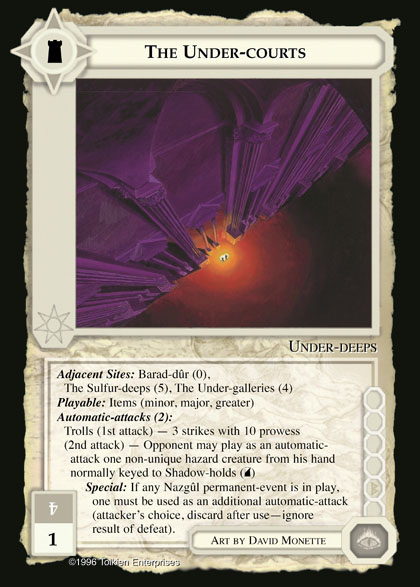 The Under-courts
Under-deeps
Adjacent Sites: Barad-dûr (0),
The Sulfur-deeps (5), The Under-galleries (4)
Playable: Items (minor, major, greater)
Automatic-attacks (2):
Trolls (1st attack) — 3 strikes with 10 prowess
(2nd attack) — Opponent may play as an automatic-
attack one non-unique hazard creature from his hand
normally keyed to Shadow-holds ( )
Special: If any Nazgûl permanent-event is in play,
one must be used as an additional automatic-attack
(attacker's choice, discard after use—ignore
result of defeat).
1
Art by David Monette
©1996 Tolkien Enterprises